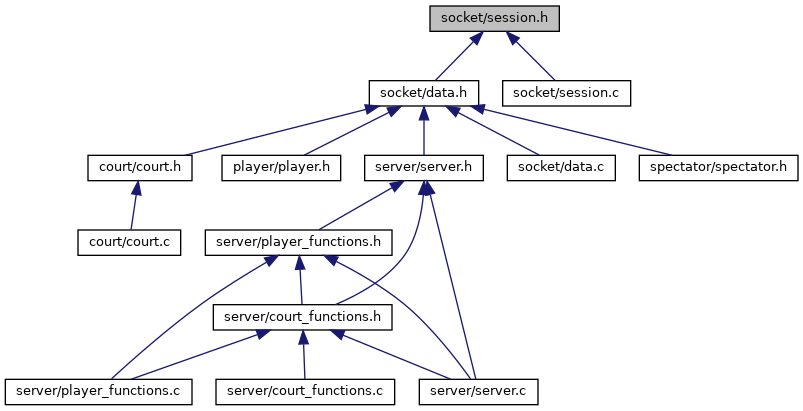 socket/session.h
socket/data.h
socket/session.c
court/court.h
player/player.h
server/server.h
socket/data.c
spectator/spectator.h
court/court.c
server/player_functions.h
server/court_functions.h
server/player_functions.c
server/court_functions.c
server/server.c